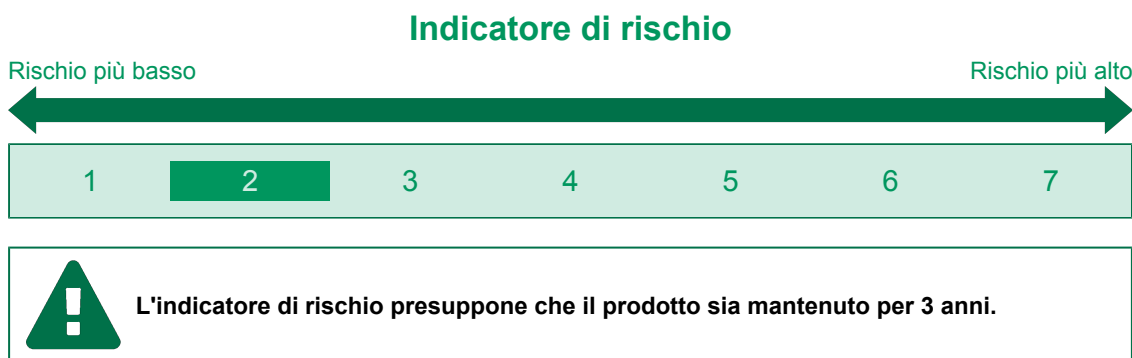 Indicatore di rischio
Rischio più basso Rischio più alto
1 2 3 4 5 6 7
L'indicatore di rischio presuppone che il prodotto sia mantenuto per 3 anni.